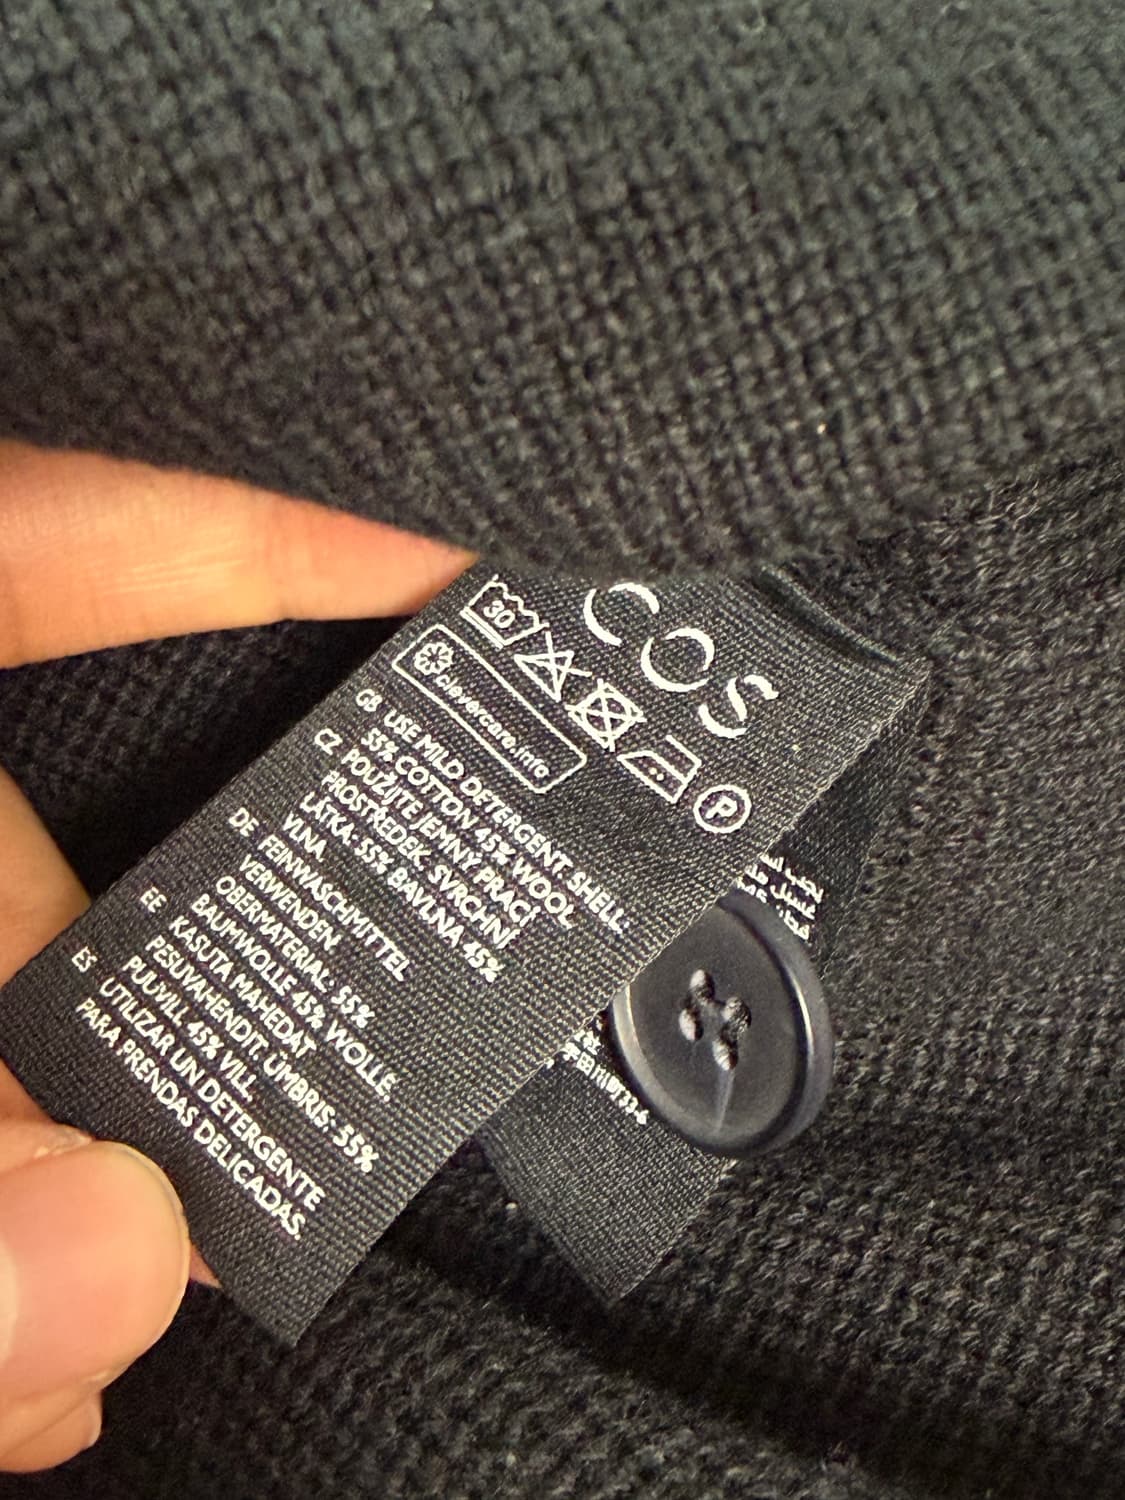 COS
30
P
clevercare.info
GB USE MILD DETERGENT. SHELL:
55% COTTON 45% WOOL
CZ POUŽIJTE JEMNÝ PRACÍ
PROSTŘEDEK. SVRCHNÍ
LÁTKA: 55% BAVLNA 45%
VLNA.
DE FEINWASCHMITTEL
VERWENDEN.
OBERMATERIAL: 55%
BAUMWOLLE 45% WOLLE.
EE KASUTA MAHEDAT
PESUVAHENDIT. ÜMBRIS: 55%
PUUVILL 45% VILL.
ES UTILIZAR UN DETERGENTE
PARA PRENDAS DELICADAS.